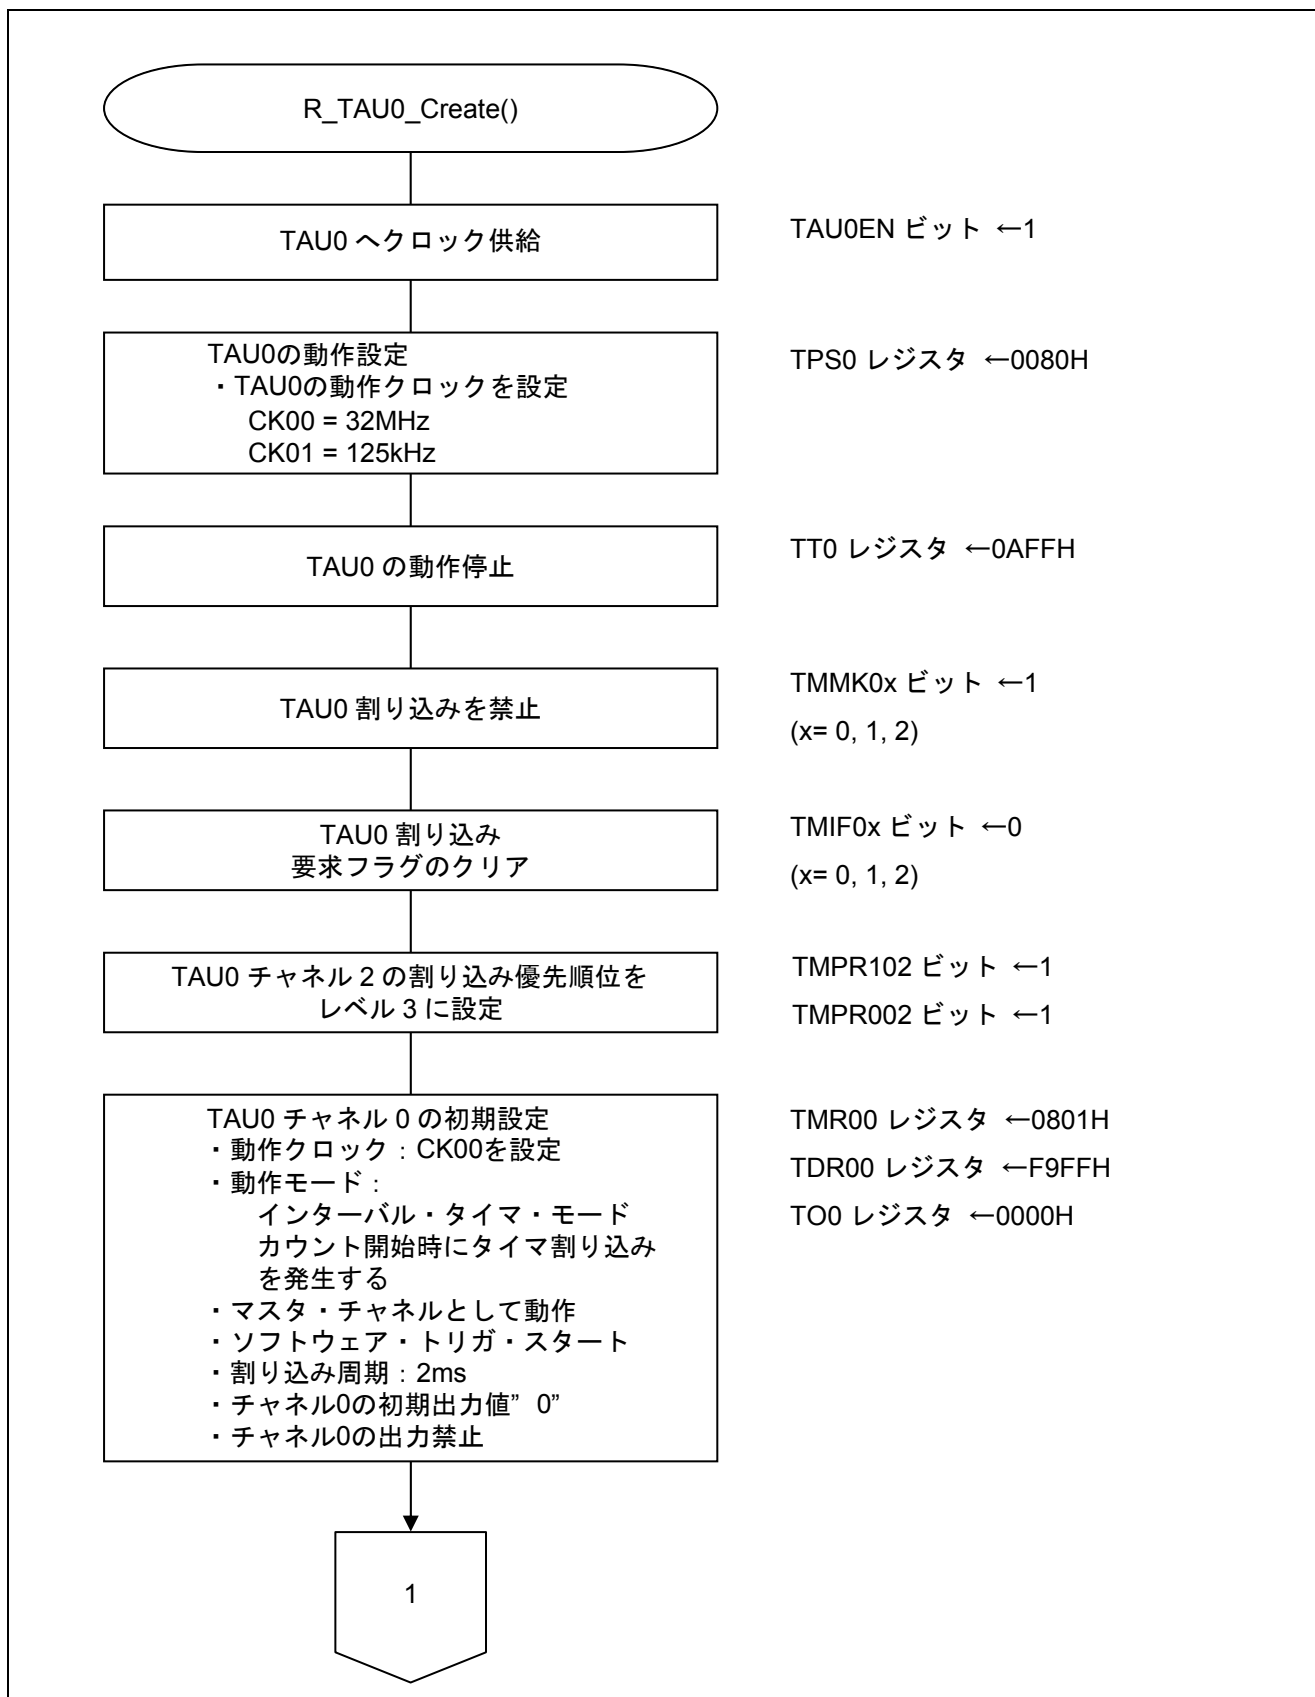 R_TAU0_Create()
TAU0 へクロック供給
TAU0EN ビット ←1
TAU0の動作設定
・TAU0の動作クロックを設定
CK00 = 32MHz
CK01 = 125kHz
TPS0 レジスタ ←0080H
TAU0 の動作停止
TT0 レジスタ ←0AFFH
TAU0 割り込みを禁止
TMMK0x ビット ←1
(x= 0, 1, 2)
TAU0 割り込み
要求フラグのクリア
TMIF0x ビット ←0
(x= 0, 1, 2)
TAU0 チャネル 2 の割り込み優先順位を
レベル 3 に設定
TMPR102 ビット ←1
TMPR002 ビット ←1
TAU0 チャネル 0 の初期設定
・動作クロック：CK00を設定
・動作モード：
インターバル・タイマ・モード
カウント開始時にタイマ割り込み
を発生する
・マスタ・チャネルとして動作
・ソフトウェア・トリガ・スタート
・割り込み周期：2ms
・チャネル0の初期出力値” 0”
・チャネル0の出力禁止
TMR00 レジスタ ←0801H
TDR00 レジスタ ←F9FFH
TO0 レジスタ ←0000H
1